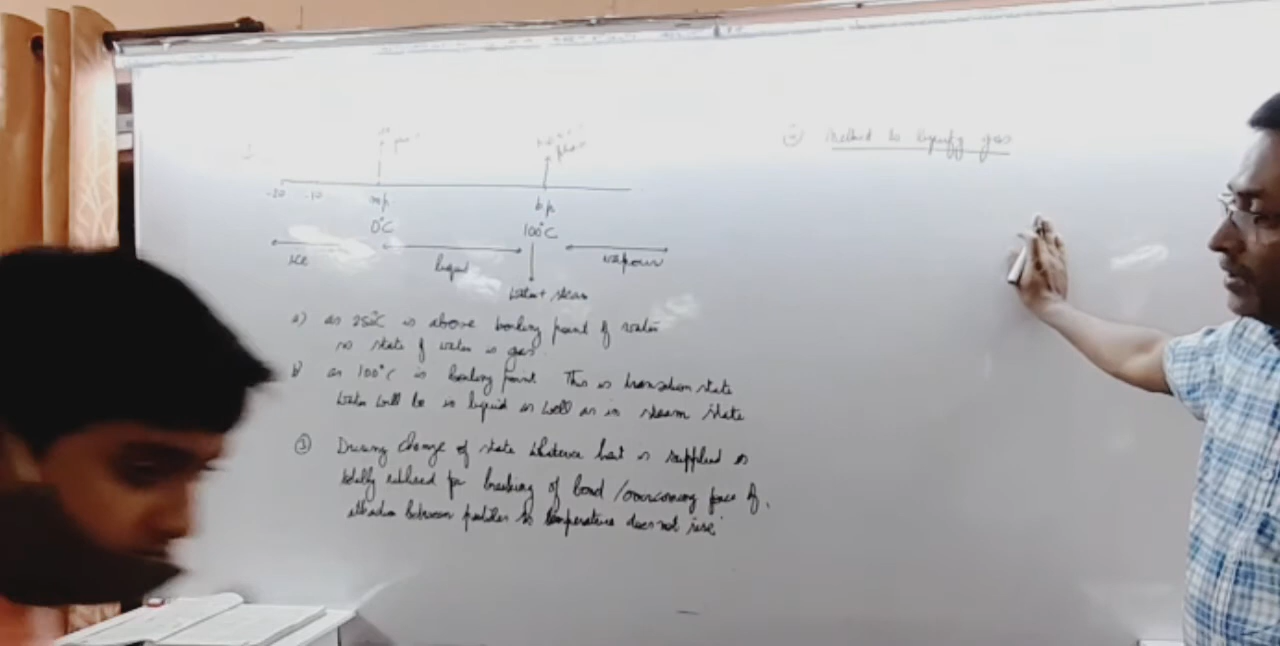 -20 -10 mp bp
0°C 100°C
ice liquid vapour
water + steam
a) as 250°C is above boiling point of water
so state of water is gas
b) as 100°C is boiling point. This is transition state
Water will be in liquid as well as in steam state
③ During change of state whatever heat is supplied is
totally utilised for breaking of bond / overcoming force of
attraction between particles so temperature does not rise.
④ Method to liquify gas